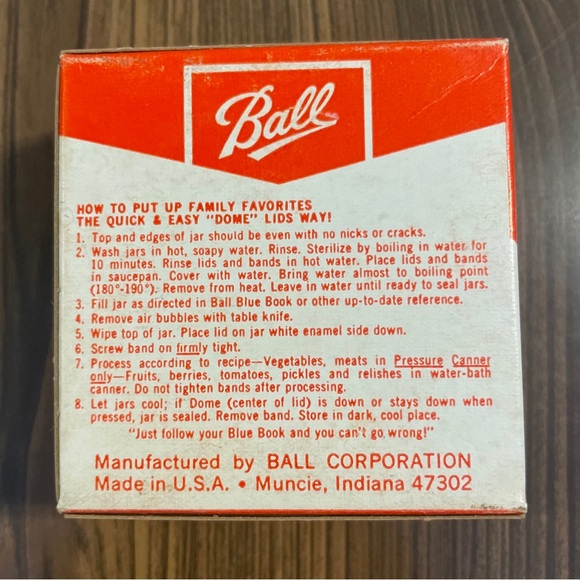 Ball
HOW TO PUT UP FAMILY FAVORITES
THE QUICK & EASY "DOME" LIDS WAY!
1. Top and edges of jar should be even with no nicks or cracks.
2. Wash jars in hot, soapy water. Rinse. Sterilize by boiling in water for
10 minutes. Rinse lids and bands in hot water. Place lids and bands
in saucepan. Cover with water. Bring water almost to boiling point
(180°-190°). Remove from heat. Leave in water until ready to seal jars.
3. Fill jar as directed in Ball Blue Book or other up-to-date reference.
4. Remove air bubbles with table knife.
5. Wipe top of jar. Place lid on jar white enamel side down.
6. Screw band on firmly tight.
7. Process according to recipe—Vegetables, meats in Pressure Canner
only—Fruits, berries, tomatoes, pickles and relishes in water-bath
canner. Do not tighten bands after processing.
8. Let jars cool; if Dome (center of lid) is down or stays down when
pressed, jar is sealed. Remove band. Store in dark, cool place.
"Just follow your Blue Book and you can't go wrong!"
Manufactured by BALL CORPORATION
Made in U.S.A. • Muncie, Indiana 47302